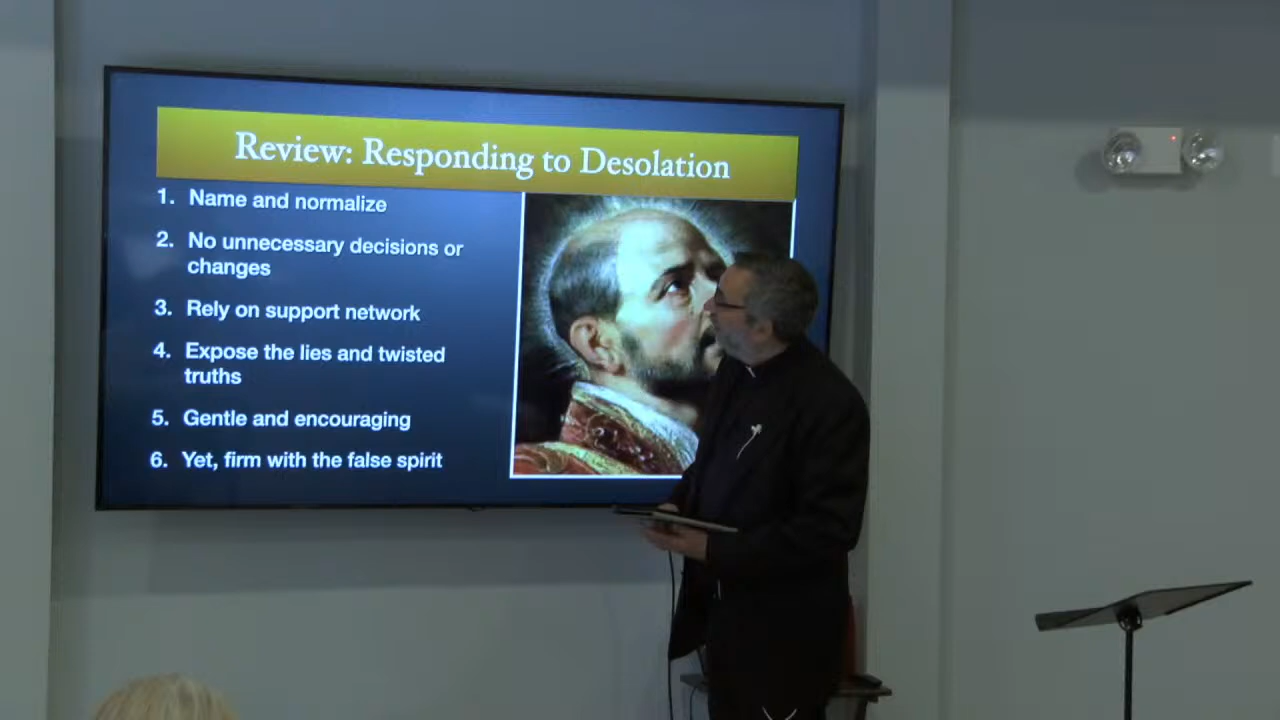 Review: Responding to Desolation
1. Name and normalize
2. No unnecessary decisions or
changes
3. Rely on support network
4. Expose the lies and twisted
truths
5. Gentle and encouraging
6. Yet, firm with the false spirit